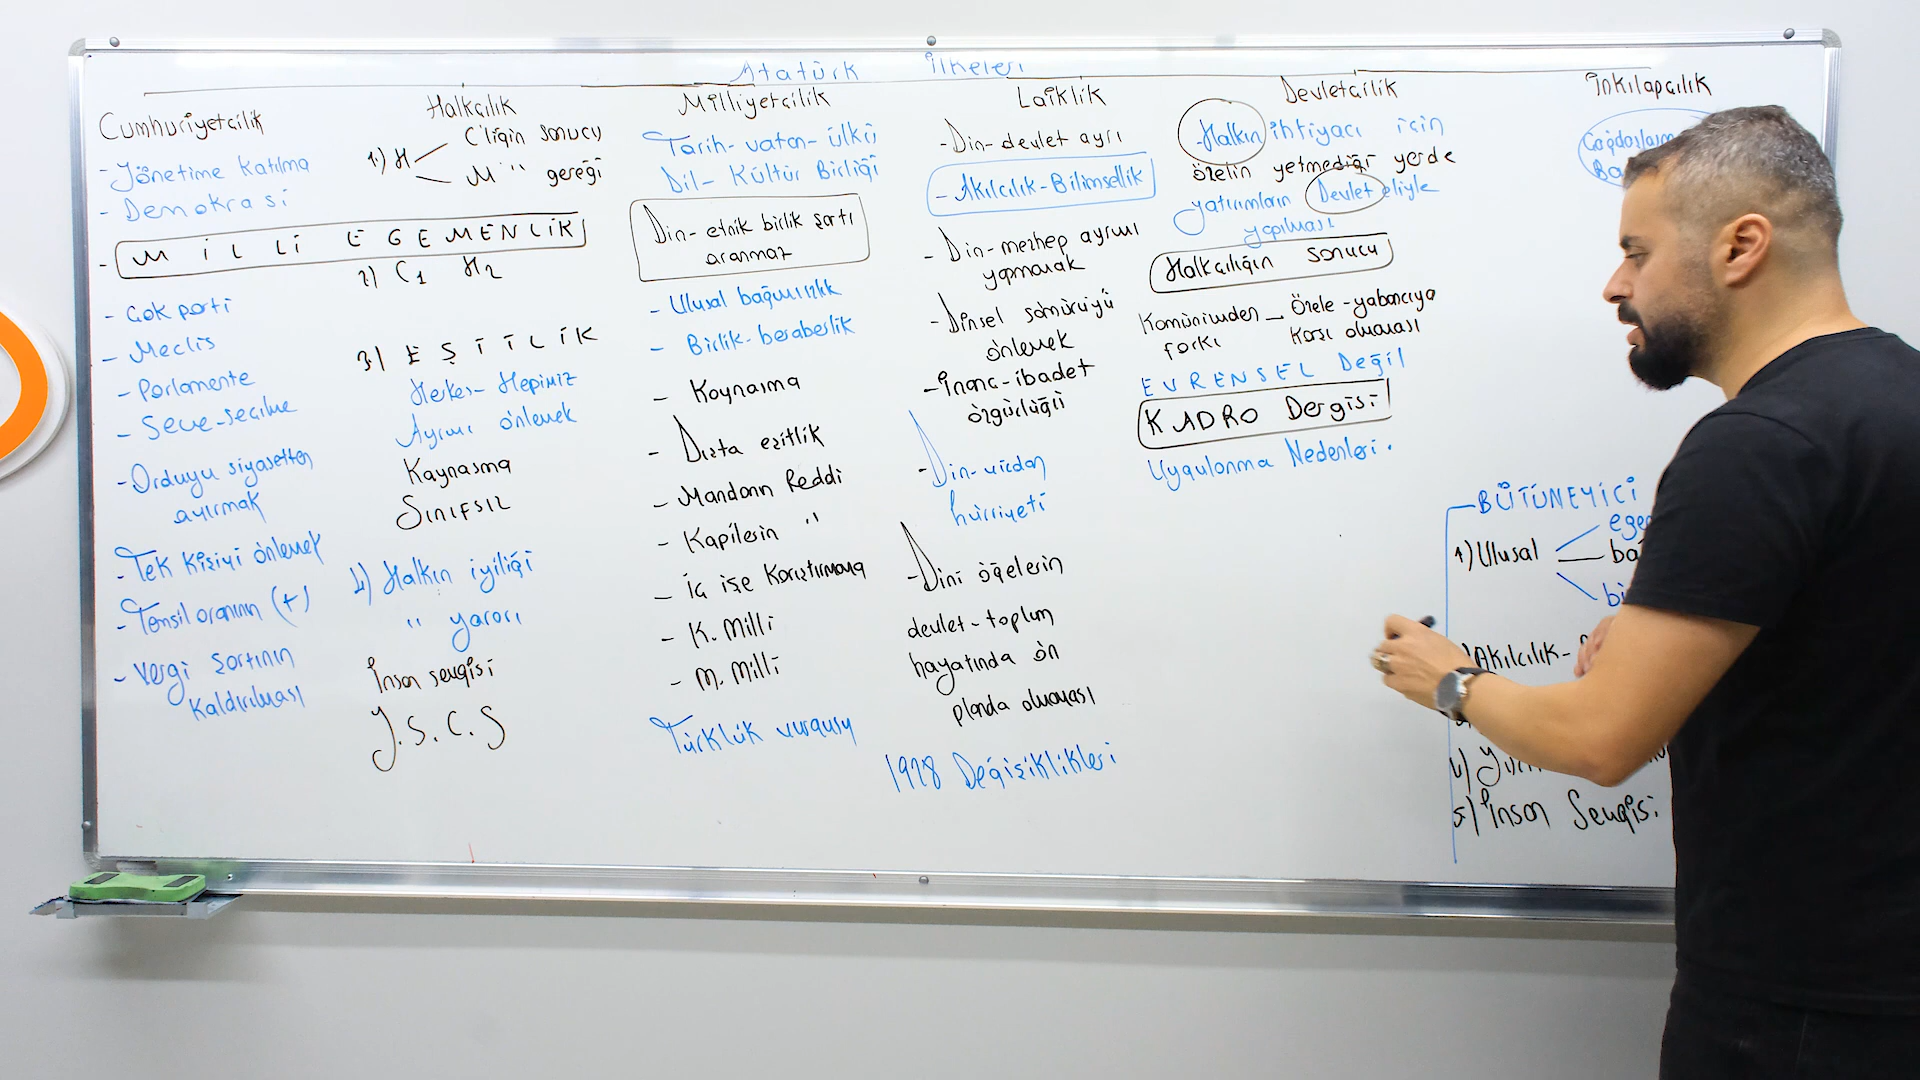 Atatürk İlkeleri
Cumhuriyetçilik
- Yönetime Katılma
- Demokrasi
- MİLLİ EGEMENLİK
- Çok parti
- Meclis
- Parlamento
- Seçme-seçilme
- Orduyu siyasetten
ayırmak
- Tek kişiyi önlemek
- Temsil oranının (+)
- Vergi şartının
Kaldırılması
Halkçılık
1.) H
C'liğin sonucu
M " gereği
2) C1 H2
3) EŞİTLİK
Herkes- Hepimiz
Ayrımı önlemek
Kaynaşma
Sınıfsız
4) Halkın iyiliği
" yararı
İnsan sevgisi
Y.S.C.S
Milliyetçilik
Tarih- vatan- ülkü
Dil- Kültür Birliği
Din- etnik birlik şartı
aranmaz
- Ulusal bağımsızlık
- Birlik- beraberlik
- Kaynaşma
- Dışta eşitlik
- Mandanın Reddi
- Kapilerin "
- İç işe Karıştırmama
- K. Milli
- M. Milli
Türklük vurgusu
Laiklik
- Din-devlet ayrı
- Akılcılık-Bilimsellik
- Din-mezhep ayrımı
yapmamak
- Dinsel sömürüyü
önlemek
- İnanç-ibadet
özgürlüğü
- Din-vicdan
hürriyeti
- Dini öğelerin
devlet-toplum
hayatında ön
planda olmaması
1928 Değişiklikleri
Devletçilik
-Halkın ihtiyacı için
özelin yetmediği yerde
yatırımların Devlet eliyle
yapılması
Halkçılığın sonucu
Komünizmden
farkı
- Özele-yabancıya
Karşı olmaması
EVRENSEL Değil
KADRO Dergisi
Uygulanma Nedenleri.
İnkılapçılık
BÜTÜNLEYİCİ
1) Ulusal
Akılcılık-
5) İnsan Sevgisi